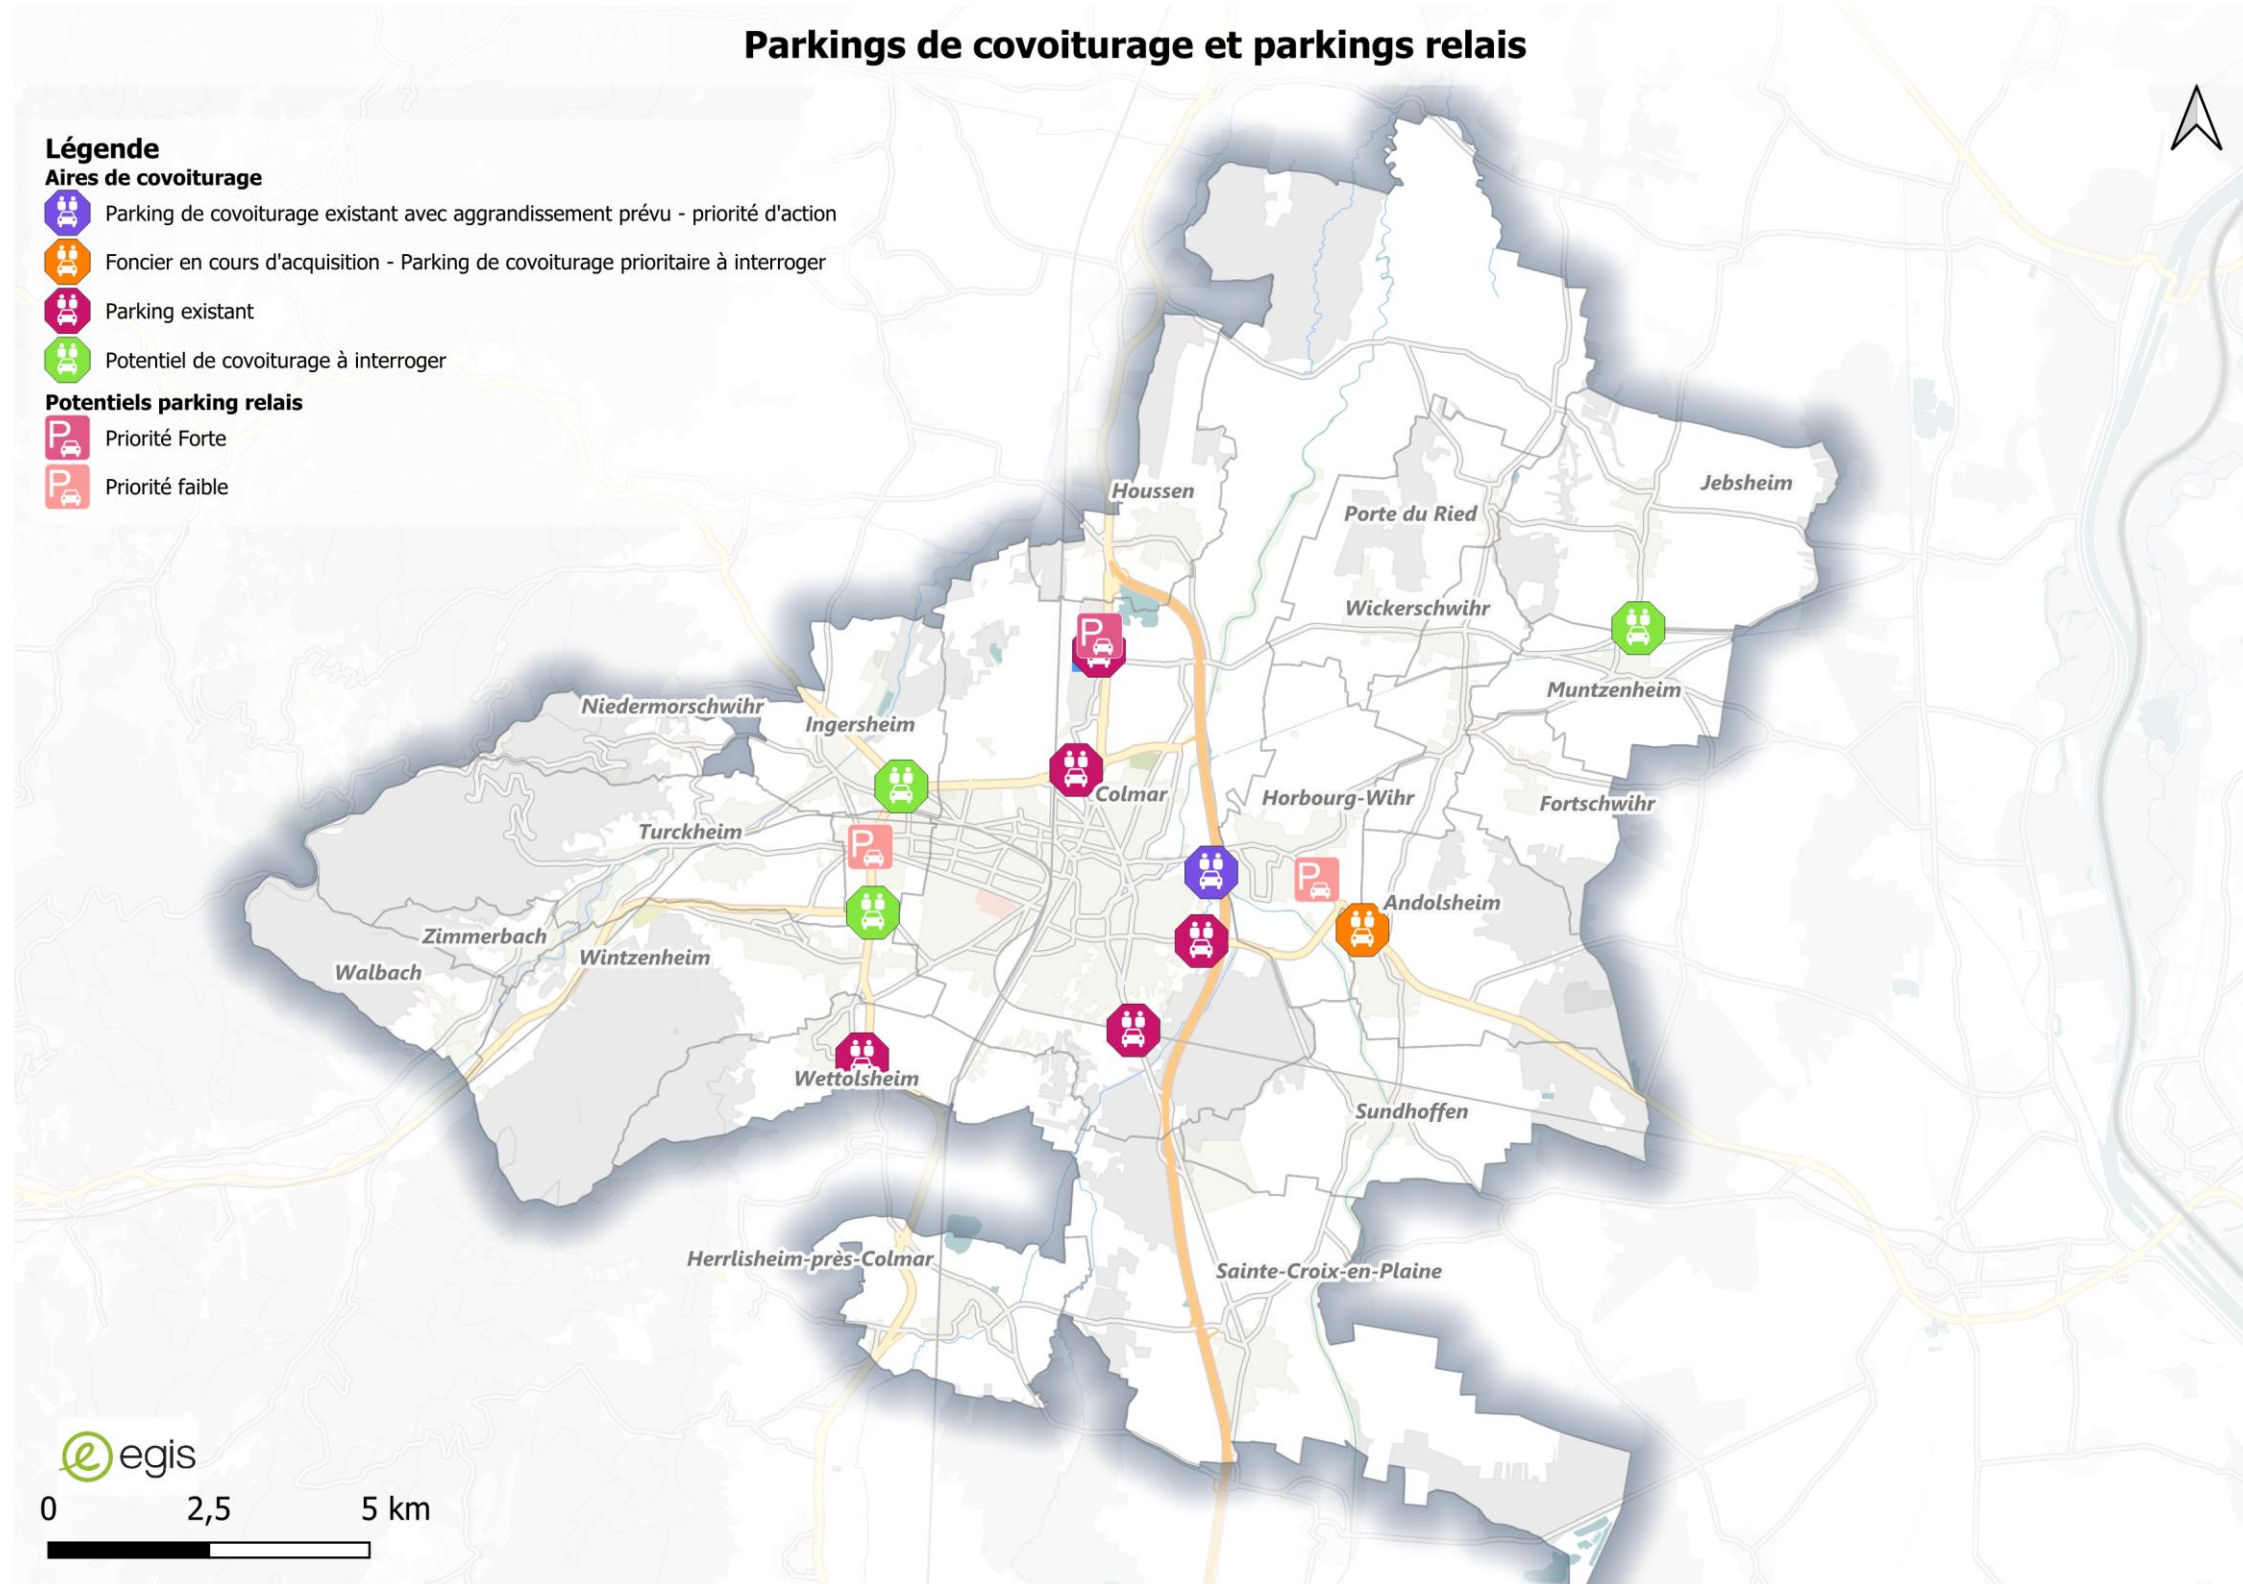 Parkings de covoiturage et parkings relais
Légende
Aires de covoiturage
Parking de covoiturage existant avec aggrandissement prévu - priorité d'action
Foncier en cours d'acquisition - Parking de covoiturage prioritaire à interroger
Parking existant
Potentiel de covoiturage à interroger
Potentiels parking relais
P Priorité Forte
P Priorité faible
Houssen
Jebsheim
Porte du Ried
Wickerschwihr
P
Muntzenheim
Niedermorschwihr
Ingersheim
Colmar
Horbourg-Wihr
Fortschwihr
Turckheim
P
P
Andolsheim
Zimmerbach
Wintzenheim
Walbach
Wettolsheim
Sundhoffen
Herrlisheim-près-Colmar
Sainte-Croix-en-Plaine
e egis
0 2,5 5 km